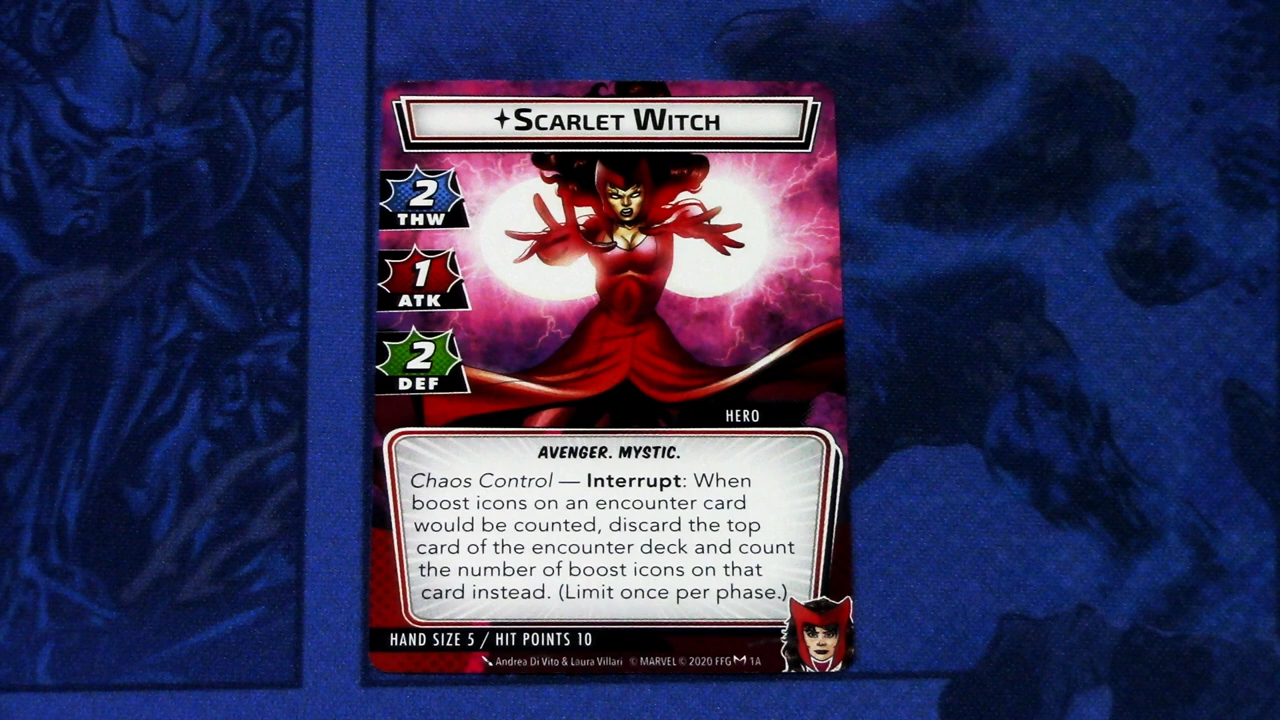 SCARLET WITCH
2
THW
1
ATK
2
DEF
HERO
AVENGER. MYSTIC.
Chaos Control — Interrupt: When
boost icons on an encounter card
would be counted, discard the top
card of the encounter deck and count
the number of boost icons on that
card instead. (Limit once per phase.)
HAND SIZE 5 / HIT POINTS 10
Andrea Di Vito & Laura Villari © MARVEL © 2020 FFG 1A